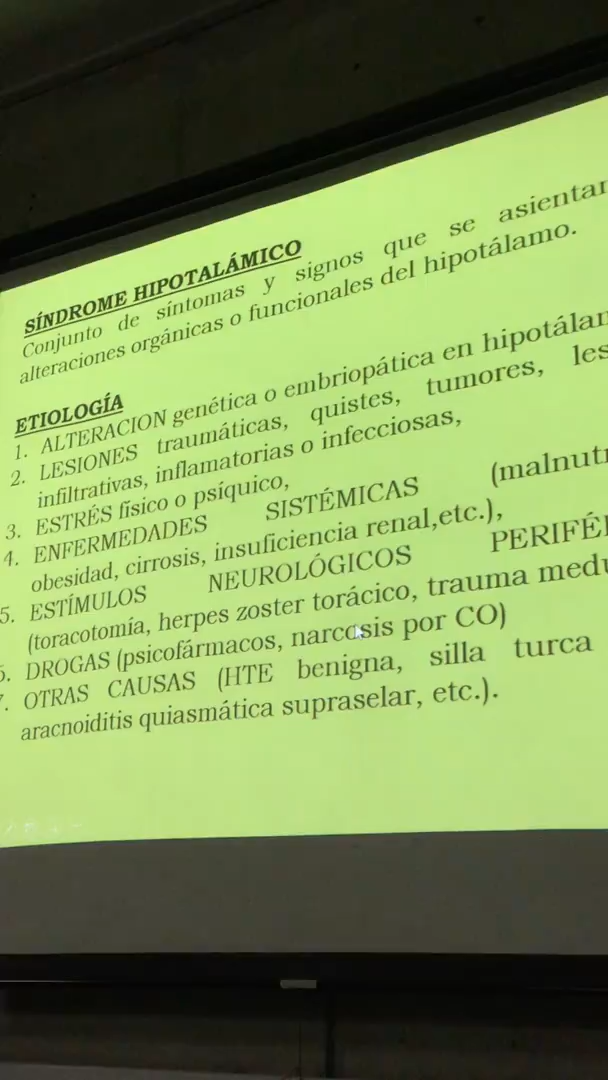 SÍNDROME HIPOTALÁMICO
Conjunto de síntomas y signos que se asientan
alteraciones orgánicas o funcionales del hipotálamo.
ETIOLOGÍA
1. ALTERACION genética o embriopática en hipotálam
2. LESIONES traumáticas, quistes, tumores, les
infiltrativas, inflamatorias o infecciosas,
3. ESTRÉS físico o psíquico,
4. ENFERMEDADES SISTÉMICAS (malnutr
obesidad, cirrosis, insuficiencia renal,etc.),
5. ESTÍMULOS NEUROLÓGICOS PERIFÉR
(toracotomía, herpes zoster torácico, trauma medu
6. DROGAS (psicofármacos, narcosis por CO)
7. OTRAS CAUSAS (HTE benigna, silla turca
aracnoiditis quiasmática supraselar, etc.).